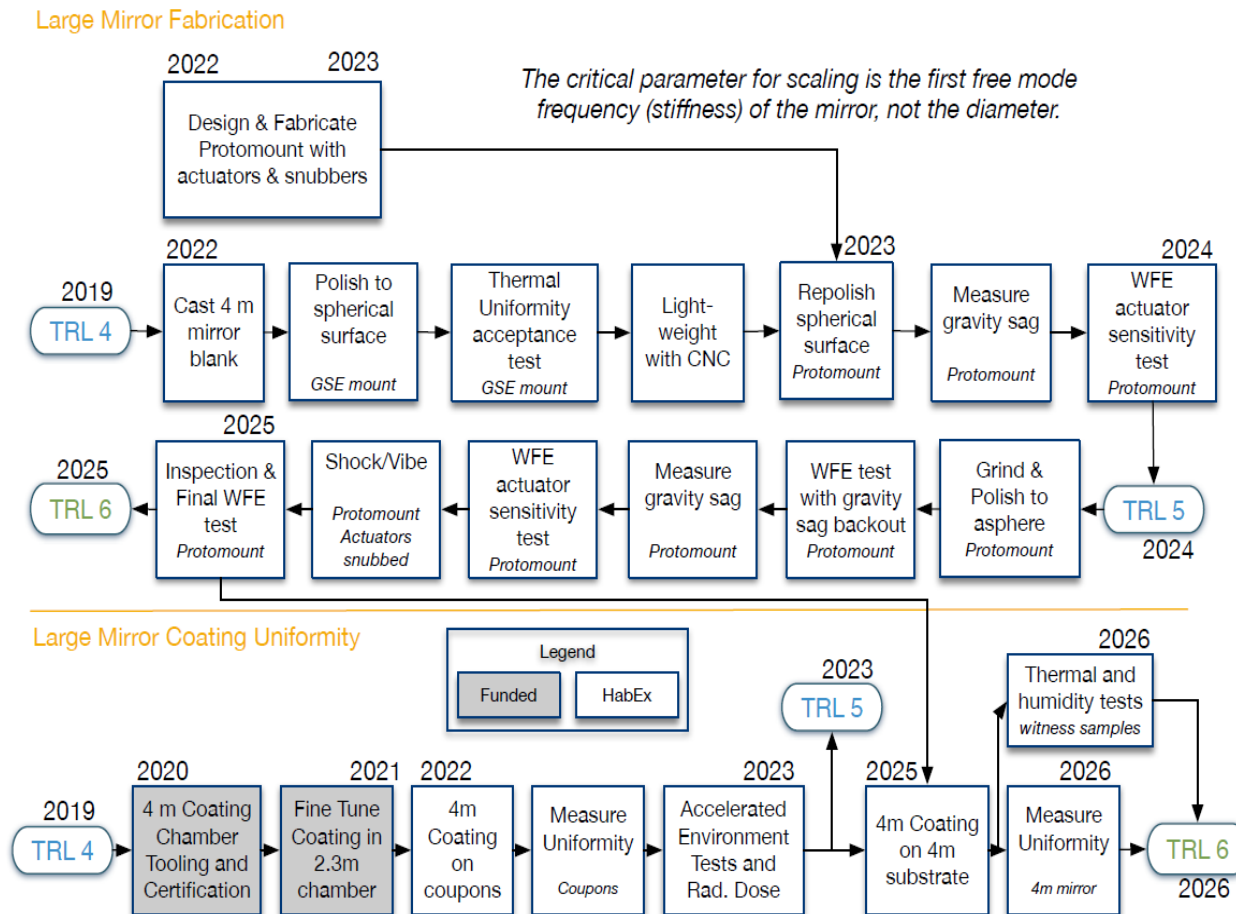 Large Mirror Fabrication
2022
2023
Design & Fabricate
Protomount with
actuators & snubbers
The critical parameter for scaling is the first free mode
frequency (stiffness) of the mirror, not the diameter.
2019
TRL 4
2022
Cast 4 m
mirror
blank
Polish to
spherical
surface
GSE mount
Thermal
Uniformity
acceptance
test
GSE mount
Light-
weight
with CNC
2023
Repolish
spherical
surface
Protomount
Measure
gravity sag
Protomount
2024
WFE
actuator
sensitivity
test
Protomount
2025
TRL 6
2025
Inspection &
Final WFE
test
Protomount
Shock/Vibe
Protomount
Actuators
snubbed
WFE
actuator
sensitivity
test
Protomount
Measure
gravity sag
Protomount
WFE test
with gravity
sag backout
Protomount
Grind &
Polish to
asphere
Protomount
TRL 5
2024
Large Mirror Coating Uniformity
Legend
Funded
HabEx
2023
TRL 5
2026
Thermal and
humidity tests
witness samples
2019
TRL 4
2020
4 m Coating
Chamber
Tooling and
Certification
2021
Fine Tune
Coating in
2.3m
chamber
2022
4m
Coating
on
coupons
Measure
Uniformity
Coupons
2023
Accelerated
Environment
Tests and
Rad. Dose
2025
4m Coating
on 4m
substrate
2026
Measure
Uniformity
4m mirror
TRL 6
2026